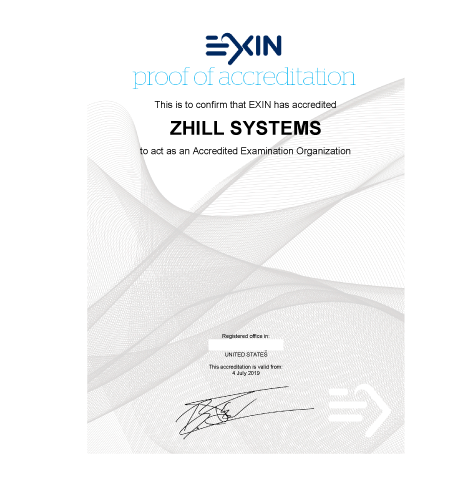 EXIN
proof of accreditation
This is to confirm that EXIN has accredited
ZHILL SYSTEMS
to act as an Accredited Examination Organization
Registered office in:
UNITED STATES
This accreditation is valid from:
4 July 2019